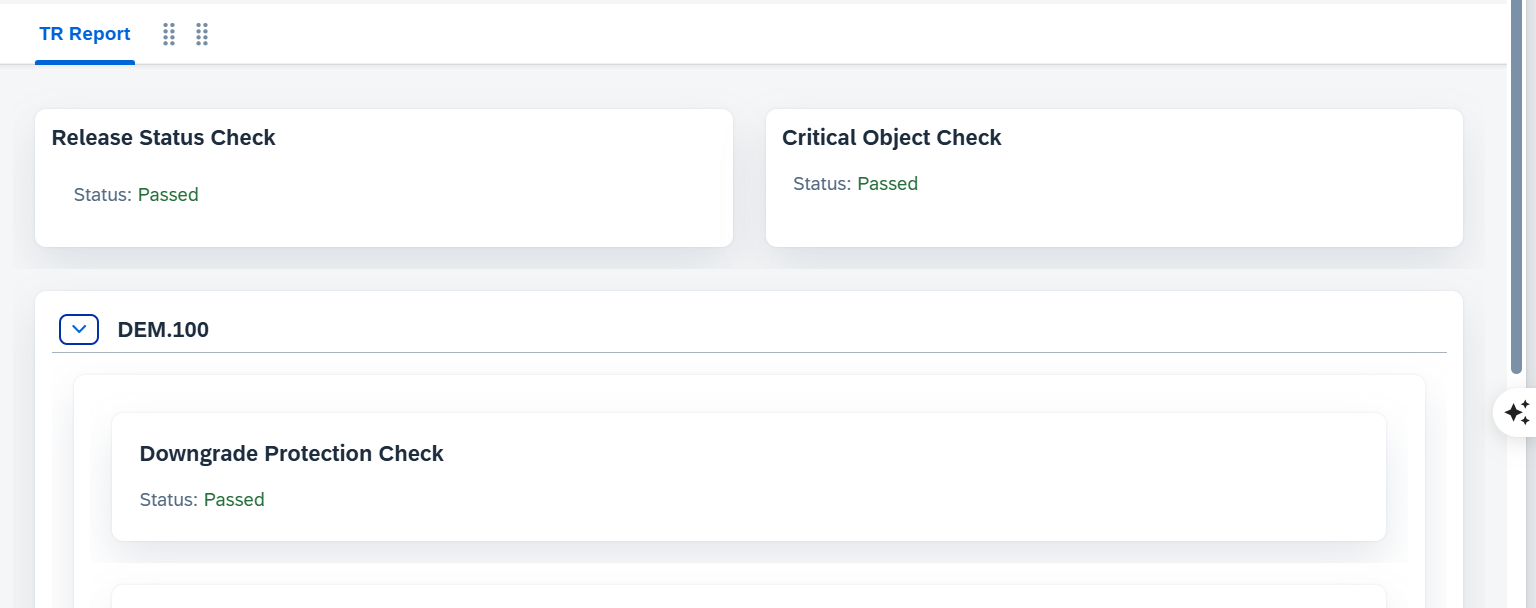 TR Report
Release Status Check
Status: Passed
Critical Object Check
Status: Passed
DEM.100
Downgrade Protection Check
Status: Passed